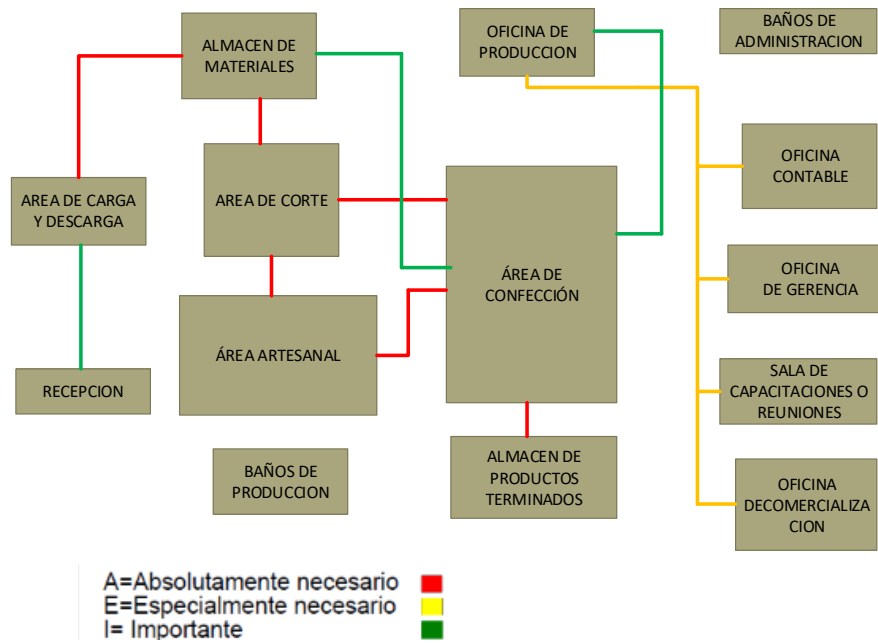 ALMACEN DE
MATERIALES
OFICINA DE
PRODUCCION
BAÑOS DE
ADMINISTRACION
AREA DE CARGA
Y DESCARGA
AREA DE CORTE
OFICINA
CONTABLE
ÁREA DE
CONFECCIÓN
OFICINA
DE GERENCIA
ÁREA ARTESANAL
RECEPCION
SALA DE
CAPACITACIONES O
REUNIONES
BAÑOS DE
PRODUCCION
ALMACEN DE
PRODUCTOS
TERMINADOS
OFICINA
DECOMERCIALIZA
CION
A=Absolutamente necesario
E=Especialmente necesario
I= Importante